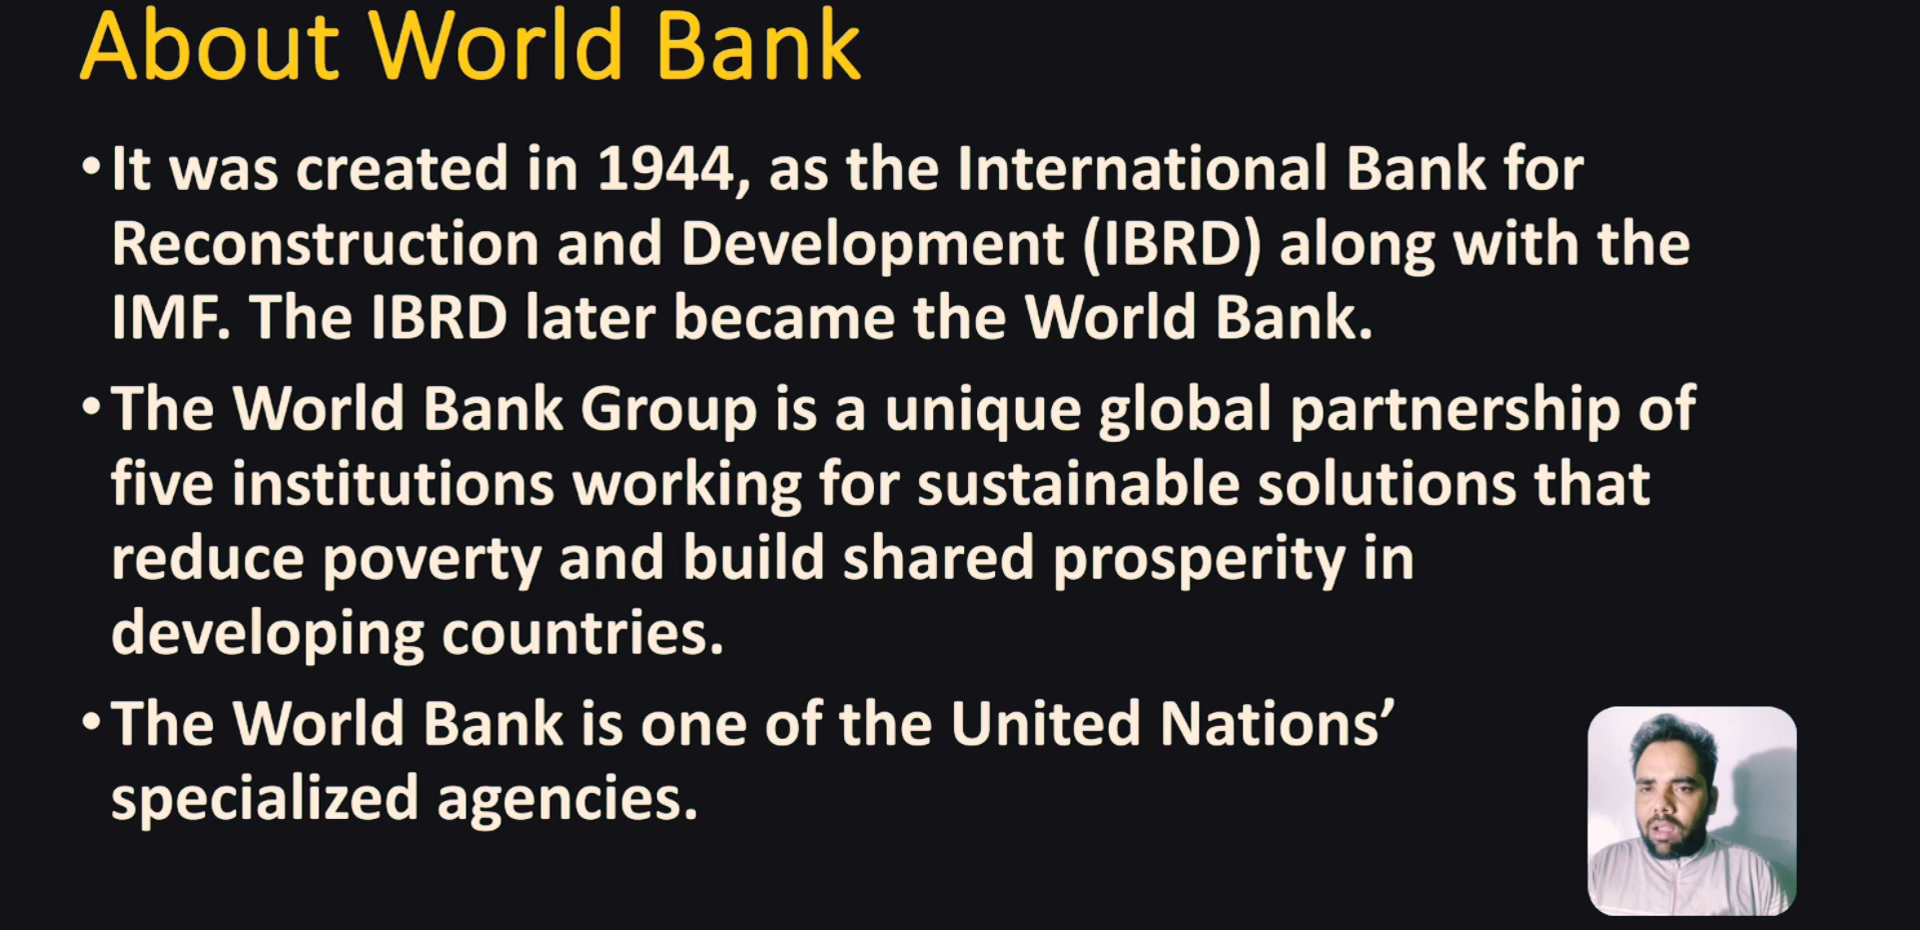 About World Bank
•It was created in 1944, as the International Bank for
Reconstruction and Development (IBRD) along with the
IMF. The IBRD later became the World Bank.
•The World Bank Group is a unique global partnership of
five institutions working for sustainable solutions that
reduce poverty and build shared prosperity in
developing countries.
•The World Bank is one of the United Nations’
specialized agencies.